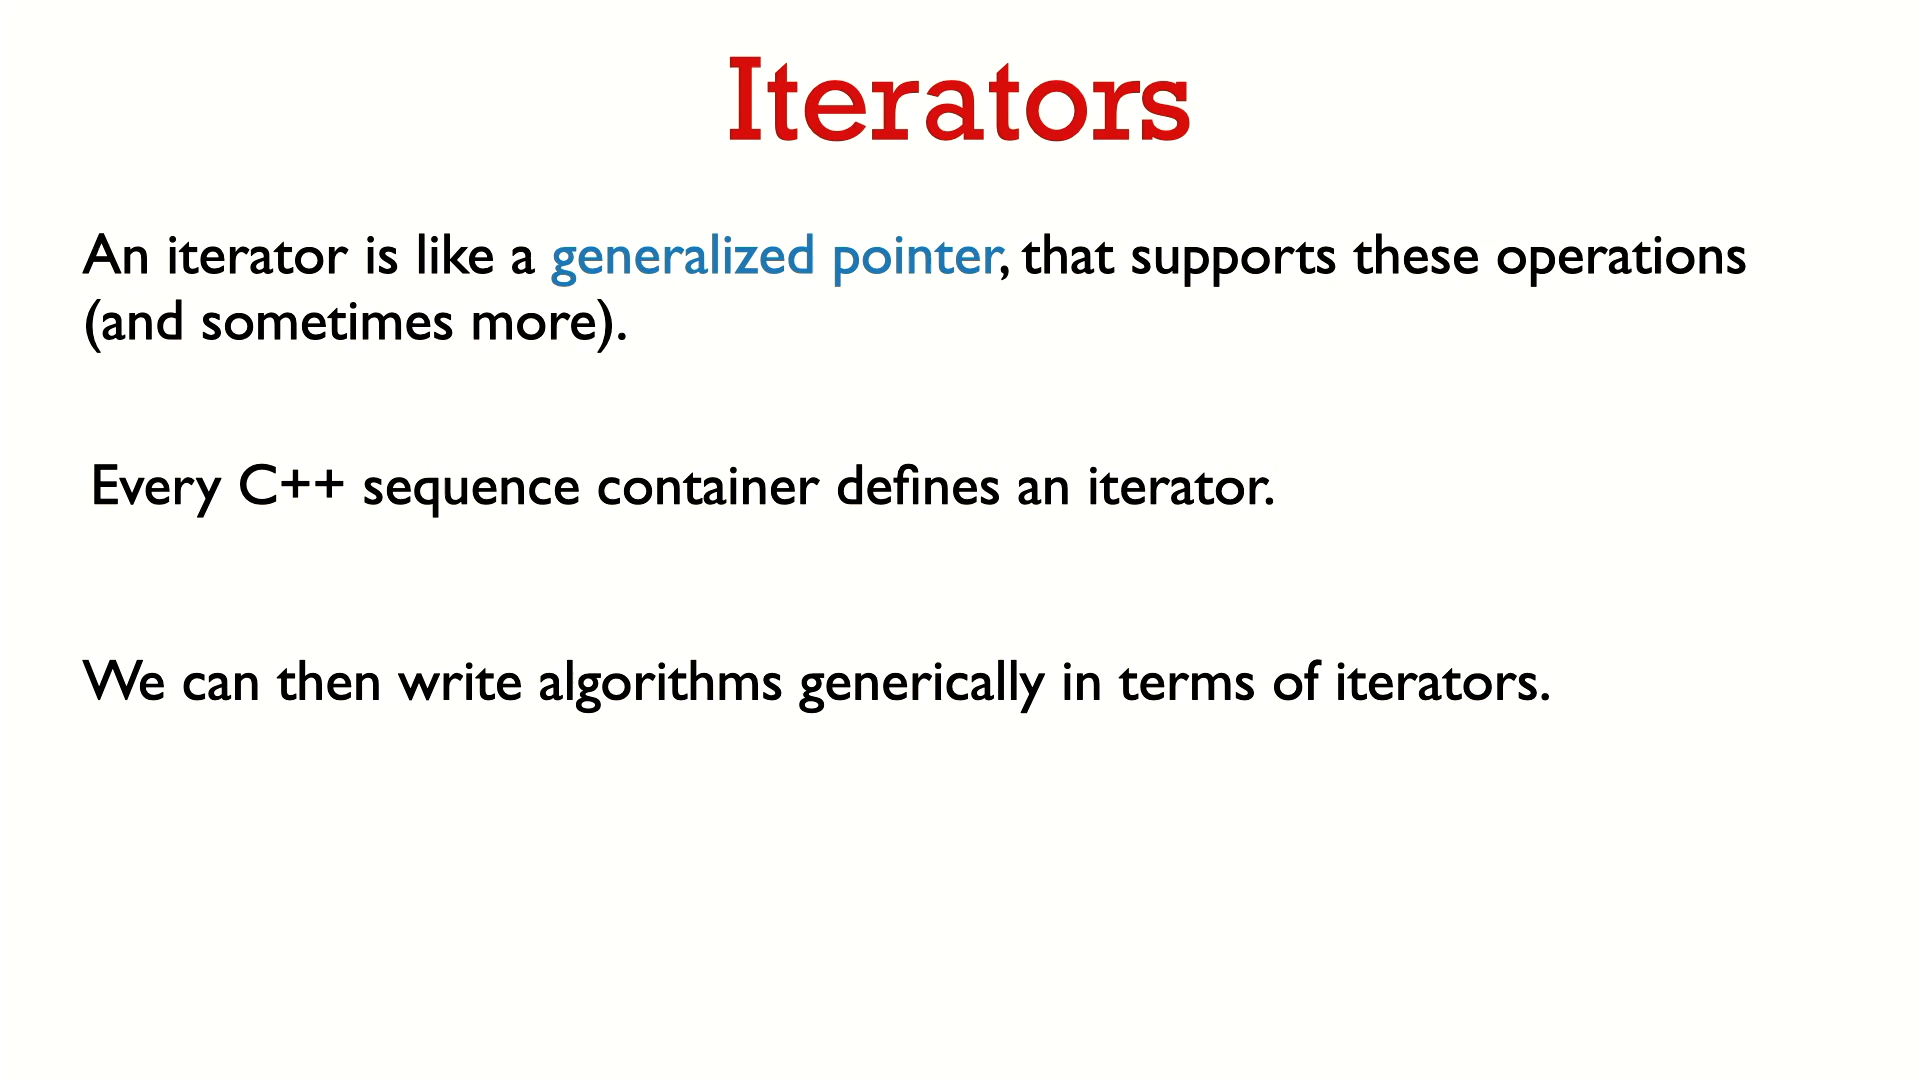 Iterators
An iterator is like a generalized pointer, that supports these operations
(and sometimes more).
Every C++ sequence container defines an iterator.
We can then write algorithms generically in terms of iterators.